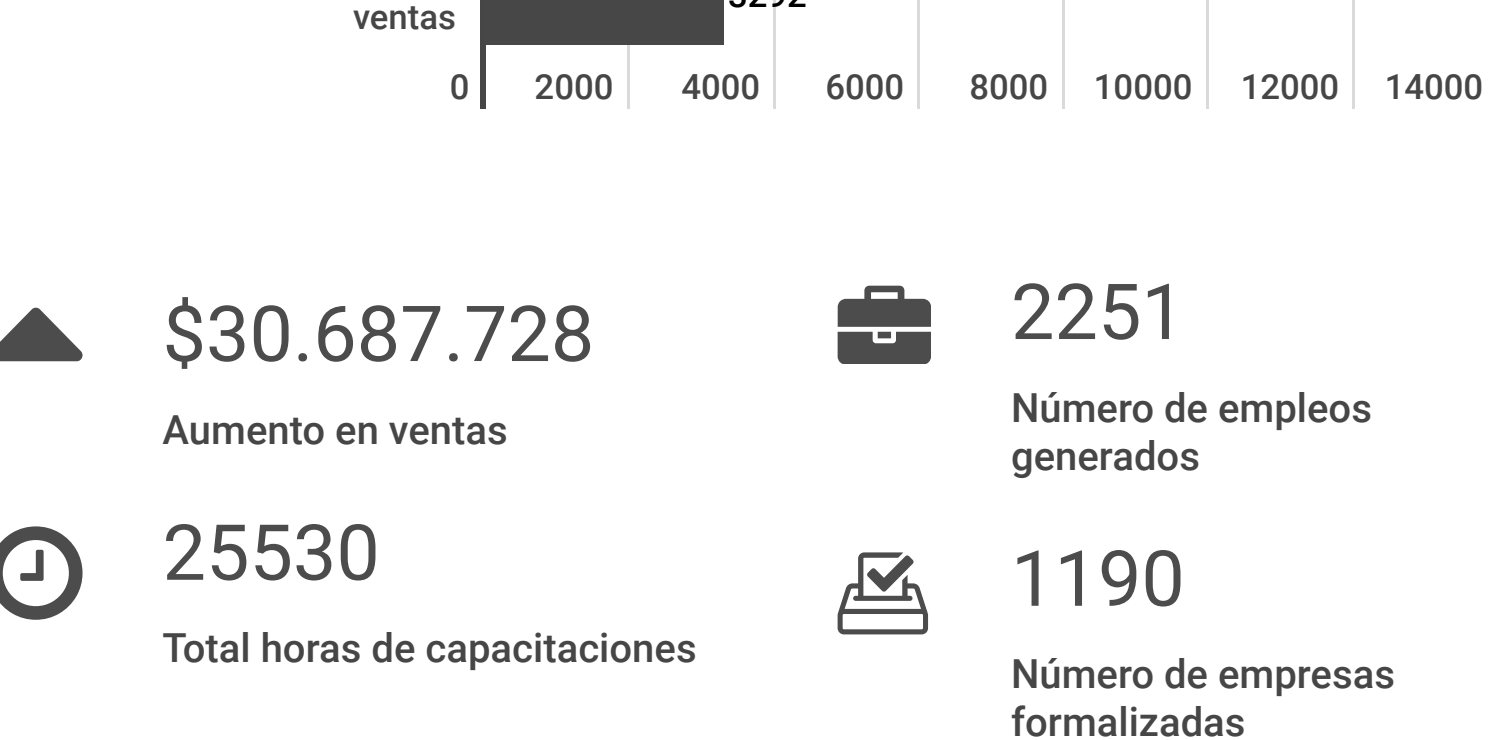 ventas
0 2000 4000 6000 8000 10000 12000 14000
$30.687.728
Aumento en ventas
2251
Número de empleos
generados
25530
Total horas de capacitaciones
1190
Número de empresas
formalizadas